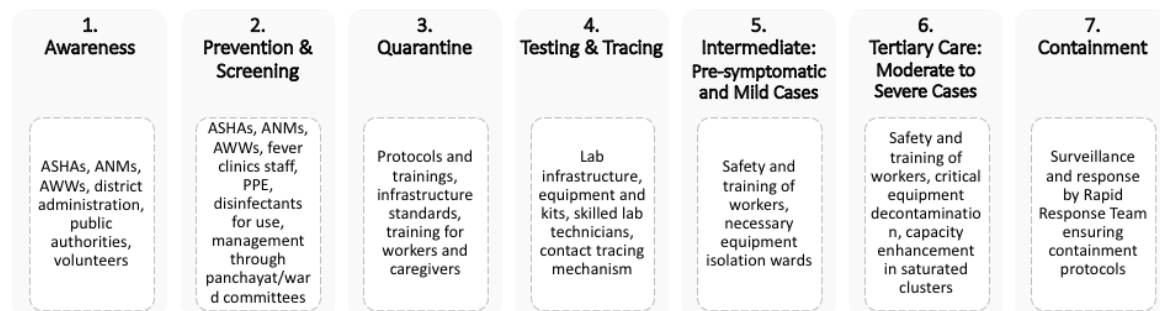 1.
Awareness
ASHAs, ANMs,
AWWs, district
administration,
public
authorities,
volunteers
2.
Prevention &
Screening
ASHAs, ANMs,
AWWs, fever
clinics staff,
PPE,
disinfectants
for use,
management
through
panchayat/war
d committees
3.
Quarantine
Protocols and
trainings,
infrastructure
standards,
training for
workers and
caregivers
4.
Testing & Tracing
Lab
infrastructure,
equipment and
kits, skilled lab
technicians,
contact tracing
mechanism
5.
Intermediate:
Pre-symptomatic
and Mild Cases
Safety and
training of
workers,
necessary
equipment
isolation wards
6.
Tertiary Care:
Moderate to
Severe Cases
Safety and
training of
workers, critical
equipment
decontaminatio
n, capacity
enhancement
in saturated
clusters
7.
Containment
Surveillance
and response
by Rapid
Response Team
ensuring
containment
protocols